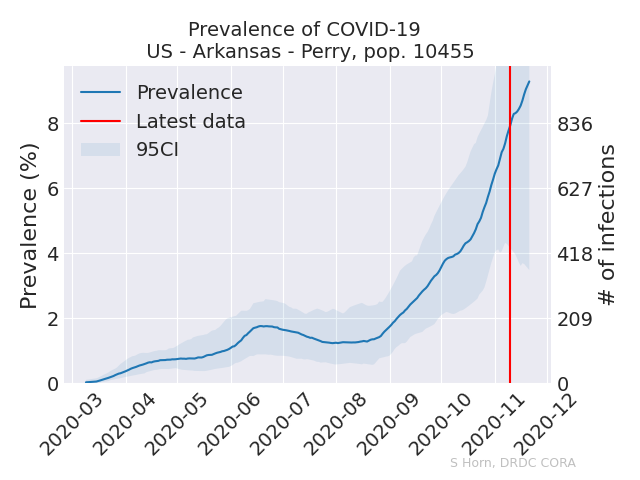 Prevalence of COVID-19
US - Arkansas - Perry, pop. 10455
Prevalence
Latest data
95CI
Prevalence (%)
8
6
4
2
0
836
627
418
209
0
# of infections
2020-03
2020-04
2020-05
2020-06
2020-07
2020-08
2020-09
2020-10
2020-11
2020-12
S Horn, DRDC CORA